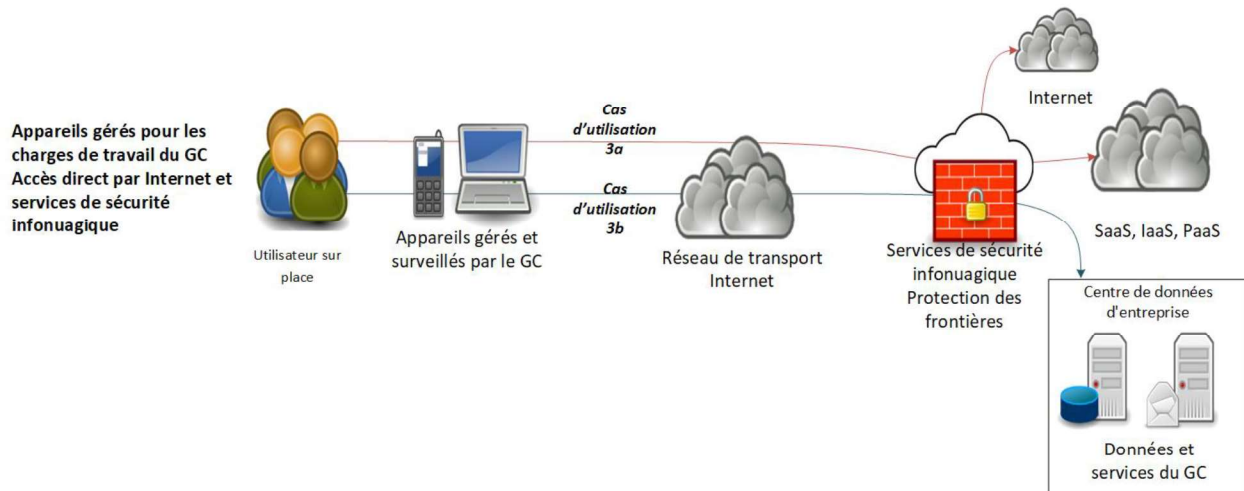 Appareils gérés pour les
charges de travail du GC
Accès direct par Internet et
services de sécurité
infonuagique
Utilisateur sur
place
Appareils gérés et
surveillés par le GC
Cas
d’utilisation
3a
Cas
d’utilisation
3b
Réseau de transport
Internet
Services de sécurité
infonuagique
Protection des
frontières
Internet
SaaS, IaaS, PaaS
Centre de données
d'entreprise
Données et
services du GC